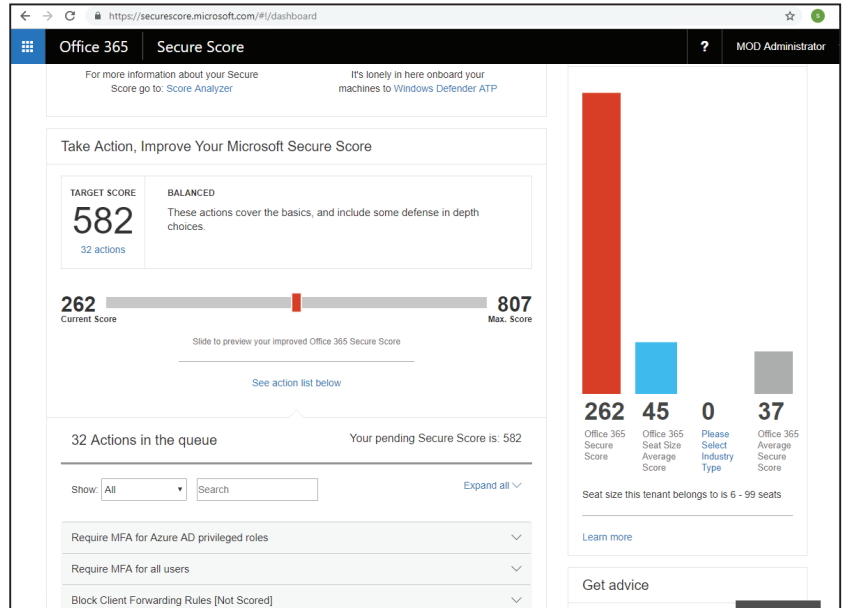 https://securescore.microsoft.com/#!/dashboard
s
Office 365
Secure Score
?
MOD Administrator
For more information about your Secure
Score go to: Score Analyzer
It's lonely in here onboard your
machines to Windows Defender ATP
Take Action, Improve Your Microsoft Secure Score
TARGET SCORE
582
32 actions
BALANCED
These actions cover the basics, and include some defense in depth
choices.
262
Current Score
807
Max. Score
Slide to preview your improved Office 365 Secure Score
See action list below
32 Actions in the queue
Your pending Secure Score is: 582
Show:
All
Search
Expand all
Require MFA for Azure AD privileged roles
Require MFA for all users
Block Client Forwarding Rules [Not Scored]
262
Office 365
Secure
Score
45
Office 365
Seat Size
Average
Score
0
Please
Select
Industry
Type
37
Office 365
Average
Secure
Score
Seat size this tenant belongs to is 6 - 99 seats
Learn more
Get advice